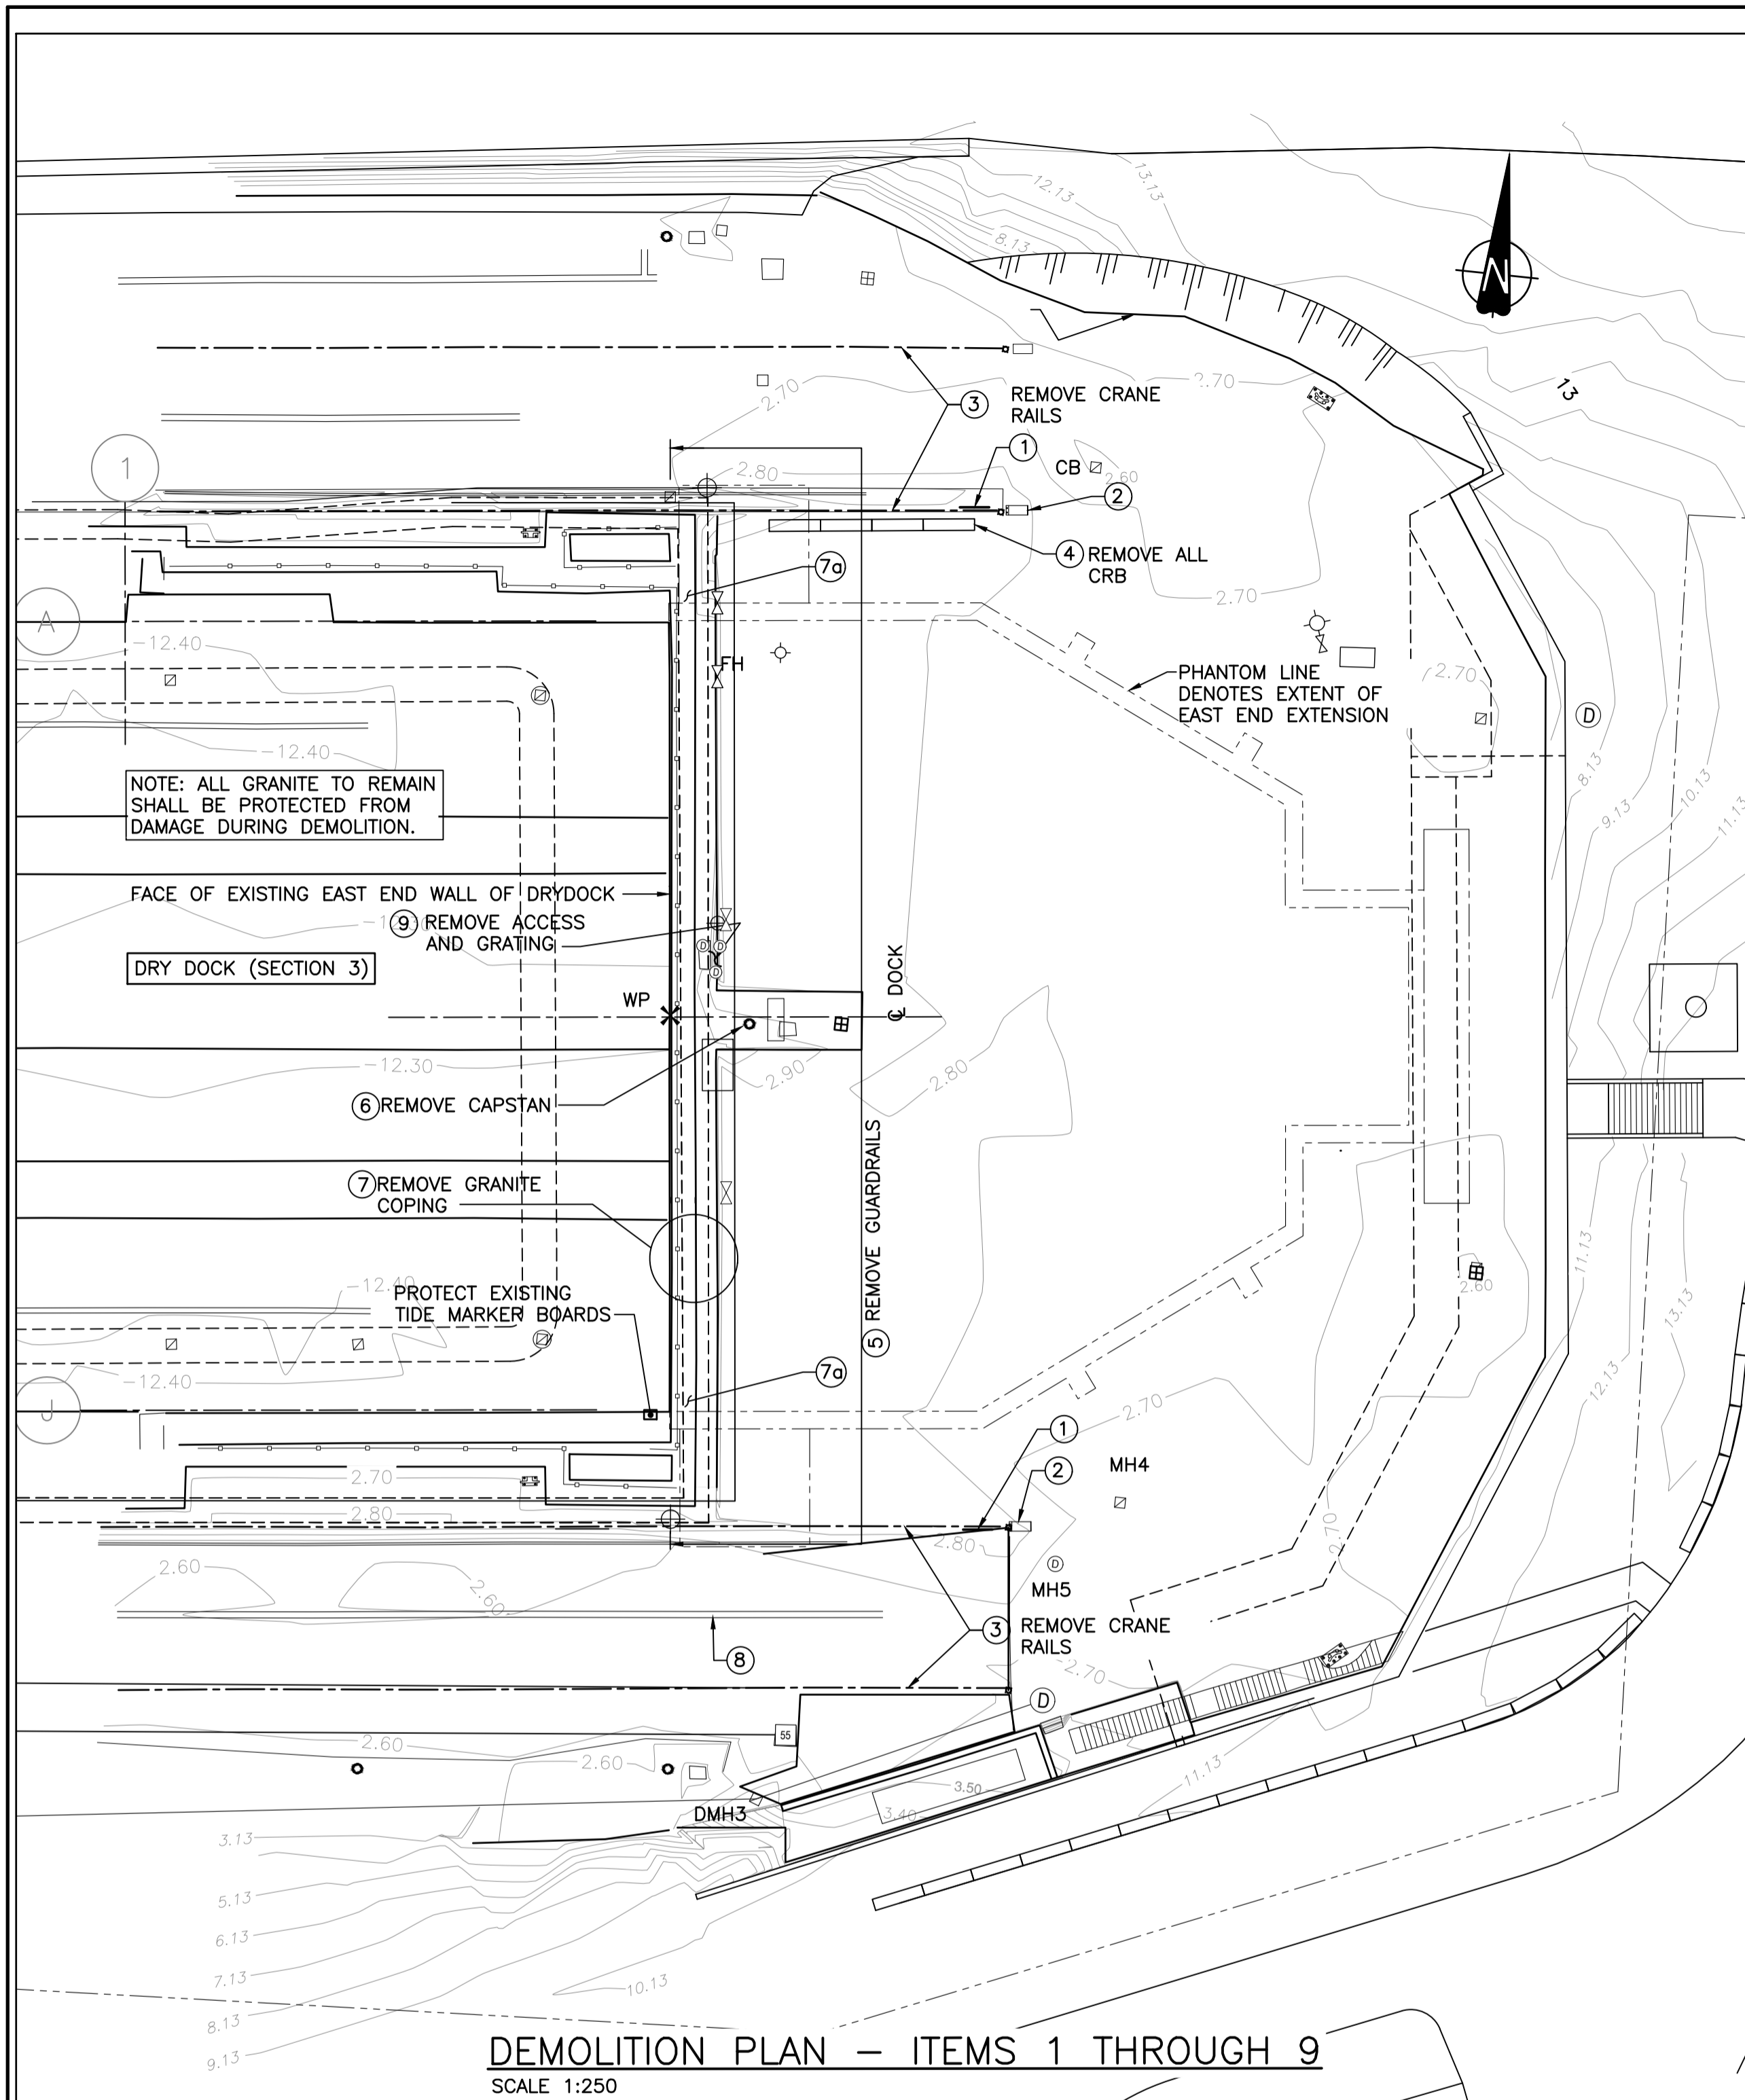 12.13
13.13
8.13
N
2.70
2.70
13
3
REMOVE CRANE
RAILS
1
1
CB
2.60
2.80
2
4
REMOVE ALL
CRB
7a
2.70
A
-12.40
FH
PHANTOM LINE
DENOTES EXTENT OF
EAST END EXTENSION
2.70
D
-12.40
8.13
9.13
10.13
11.13
NOTE: ALL GRANITE TO REMAIN
SHALL BE PROTECTED FROM
DAMAGE DURING DEMOLITION.
FACE OF EXISTING EAST END WALL OF DRYDOCK
9
REMOVE ACCESS
AND GRATING
D
D
D
DRY DOCK (SECTION 3)
WP
℄ DOCK
-12.30
2.90
2.80
6
REMOVE CAPSTAN
7
REMOVE GRANITE
COPING
5
REMOVE GUARDRAILS
11.13
-12.40
PROTECT EXISTING
TIDE MARKER BOARDS
2.60
13.13
12.13
-12.40
7a
J
2.70
1
2
MH4
2.70
2.80
2.80
2.70
2.60
2.60
D
MH5
3
REMOVE CRANE
RAILS
8
2.70
D
55
2.60
2.60
3.50
11.13
DMH3
3.40
3.13
5.13
6.13
7.13
8.13
9.13
10.13
DEMOLITION PLAN – ITEMS 1 THROUGH 9
SCALE 1:250